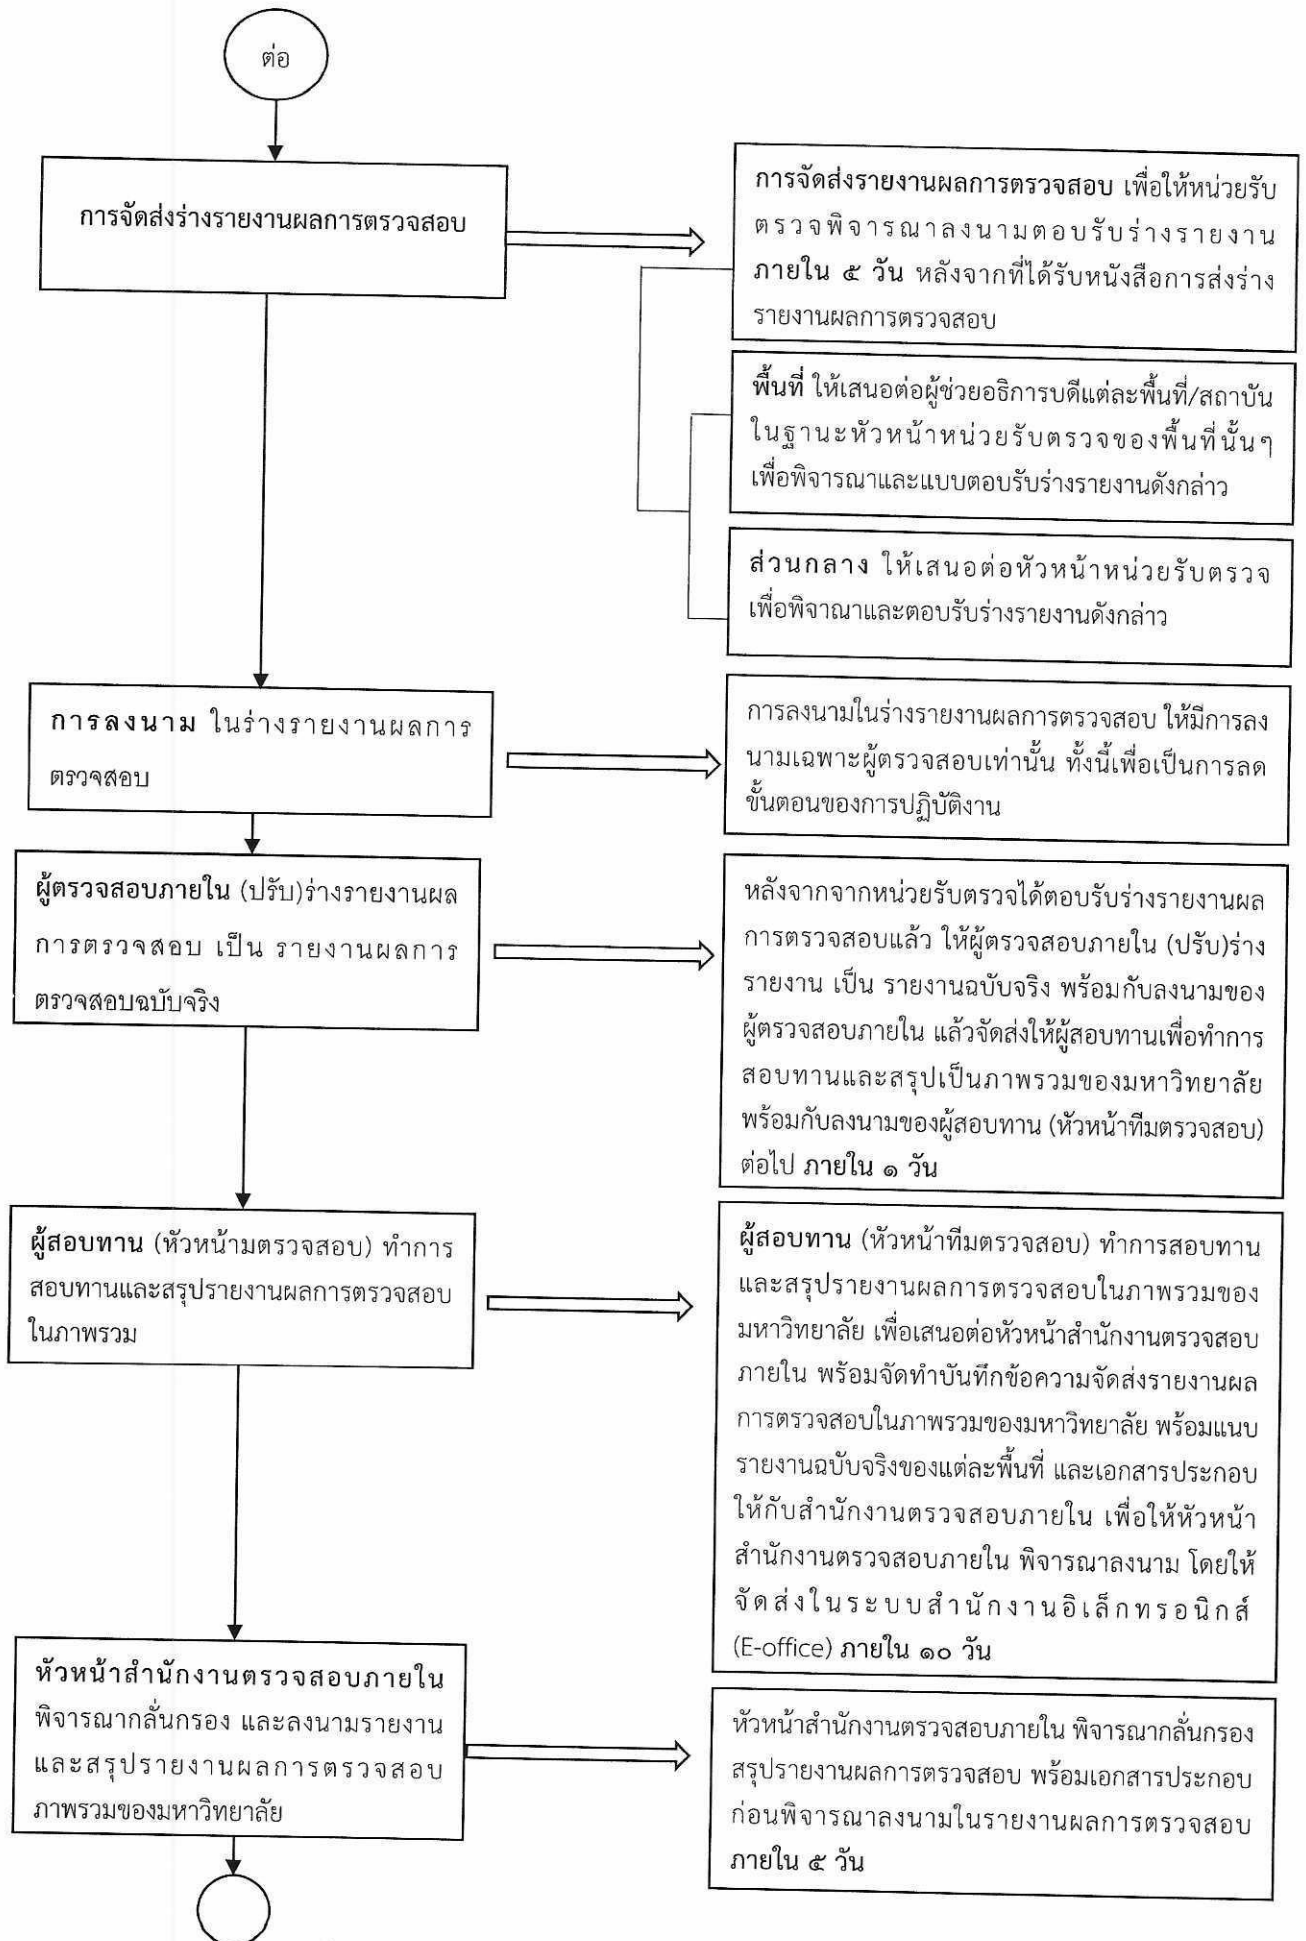 ต่อ
การจัดส่งร่างรายงานผลการตรวจสอบ
การจัดส่งรายงานผลการตรวจสอบ เพื่อให้หน่วยรับ
ตรวจพิจารณาลงนามตอบรับร่างรายงาน
ภายใน ๕ วัน หลังจากที่ได้รับหนังสือการส่งร่าง
รายงานผลการตรวจสอบ
พื้นที่ ให้เสนอต่อผู้ช่วยอธิการบดีแต่ละพื้นที่/สถาบัน
ในฐานะหัวหน้าหน่วยรับตรวจของพื้นที่นั้นๆ
เพื่อพิจารณาและแบบตอบรับร่างรายงานดังกล่าว
ส่วนกลาง ให้เสนอต่อหัวหน้าหน่วยรับตรวจ
เพื่อพิจาณาและตอบรับร่างรายงานดังกล่าว
การลงนาม ในร่างรายงานผลการ
ตรวจสอบ
การลงนามในร่างรายงานผลการตรวจสอบ ให้มีการลง
นามเฉพาะผู้ตรวจสอบเท่านั้น ทั้งนี้เพื่อเป็นการลด
ขั้นตอนของการปฏิบัติงาน
ผู้ตรวจสอบภายใน (ปรับ)ร่างรายงานผล
การตรวจสอบ เป็น รายงานผลการ
ตรวจสอบฉบับจริง
หลังจากจากหน่วยรับตรวจได้ตอบรับร่างรายงานผล
การตรวจสอบแล้ว ให้ผู้ตรวจสอบภายใน (ปรับ)ร่าง
รายงาน เป็น รายงานฉบับจริง พร้อมกับลงนามของ
ผู้ตรวจสอบภายใน แล้วจัดส่งให้ผู้สอบทานเพื่อทำการ
สอบทานและสรุปเป็นภาพรวมของมหาวิทยาลัย
พร้อมกับลงนามของผู้สอบทาน (หัวหน้าทีมตรวจสอบ)
ต่อไป ภายใน ๑ วัน
ผู้สอบทาน (หัวหน้ามตรวจสอบ) ทำการ
สอบทานและสรุปรายงานผลการตรวจสอบ
ในภาพรวม
ผู้สอบทาน (หัวหน้าทีมตรวจสอบ) ทำการสอบทาน
และสรุปรายงานผลการตรวจสอบในภาพรวมของ
มหาวิทยาลัย เพื่อเสนอต่อหัวหน้าสำนักงานตรวจสอบ
ภายใน พร้อมจัดทำบันทึกข้อความจัดส่งรายงานผล
การตรวจสอบในภาพรวมของมหาวิทยาลัย พร้อมแนบ
รายงานฉบับจริงของแต่ละพื้นที่ และเอกสารประกอบ
ให้กับสำนักงานตรวจสอบภายใน เพื่อให้หัวหน้า
สำนักงานตรวจสอบภายใน พิจารณาลงนาม โดยให้
จัดส่งในระบบสำนักงานอิเล็กทรอนิกส์
(E-office) ภายใน ๑๐ วัน
หัวหน้าสำนักงานตรวจสอบภายใน
พิจารณากลั่นกรอง และลงนามรายงาน
และสรุปรายงานผลการตรวจสอบ
ภาพรวมของมหาวิทยาลัย
หัวหน้าสำนักงานตรวจสอบภายใน พิจารณากลั่นกรอง
สรุปรายงานผลการตรวจสอบ พร้อมเอกสารประกอบ
ก่อนพิจารณาลงนามในรายงานผลการตรวจสอบ
ภายใน ๕ วัน